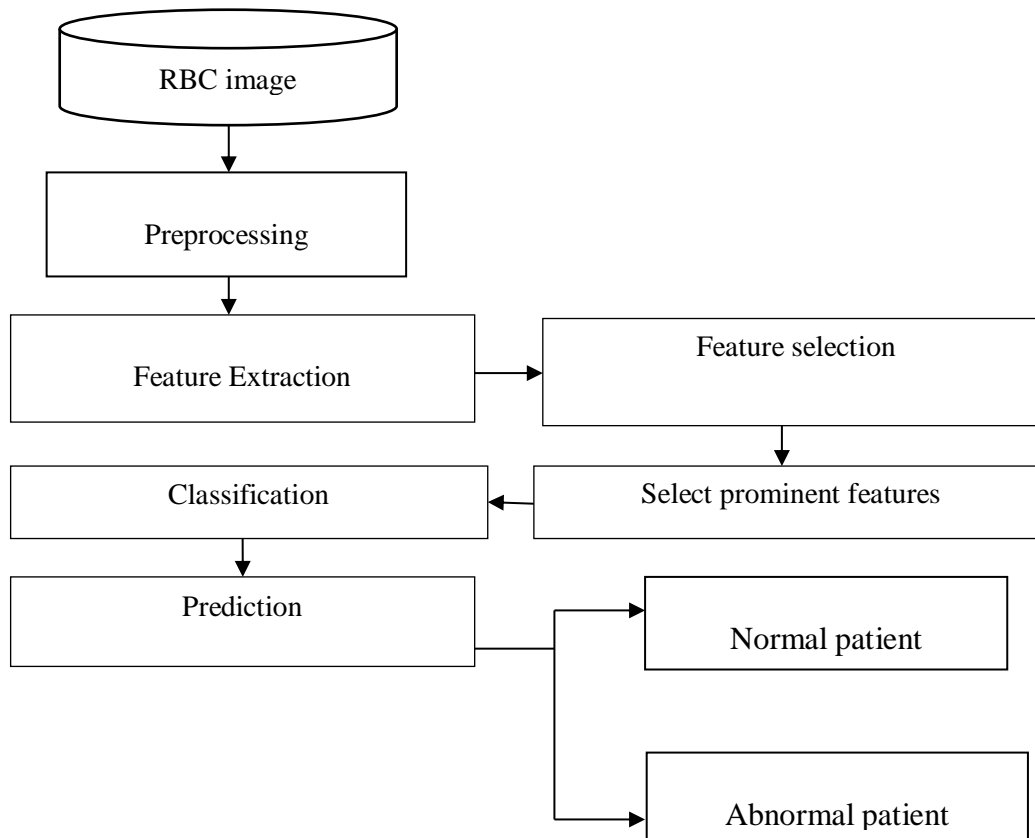 RBC image
Preprocessing
Feature Extraction
Feature selection
Select prominent features
Classification
Prediction
Normal patient
Abnormal patient